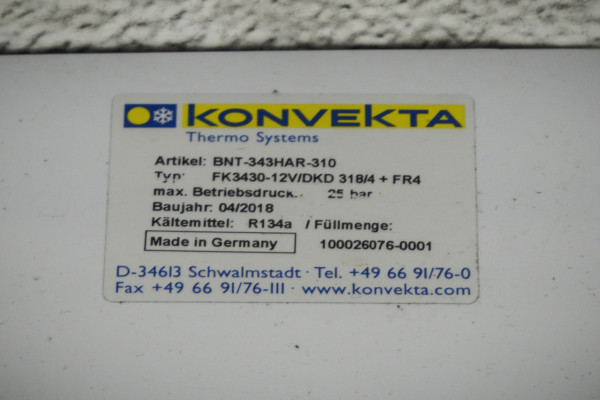 KONVEKTA
Thermo Systems
Artikel: BNT-343HAR-310
Typ: FK3430-12V/DKD 318/4 + FR4
max. Betriebsdruck. 25 bar
Baujahr: 04/2018
Kältemittel: R134a / Füllmenge:
Made in Germany 100026076-0001
D-34613 Schwalmstadt · Tel. +49 66 91/76-0
Fax +49 66 91/76-111 · www.konvekta.com